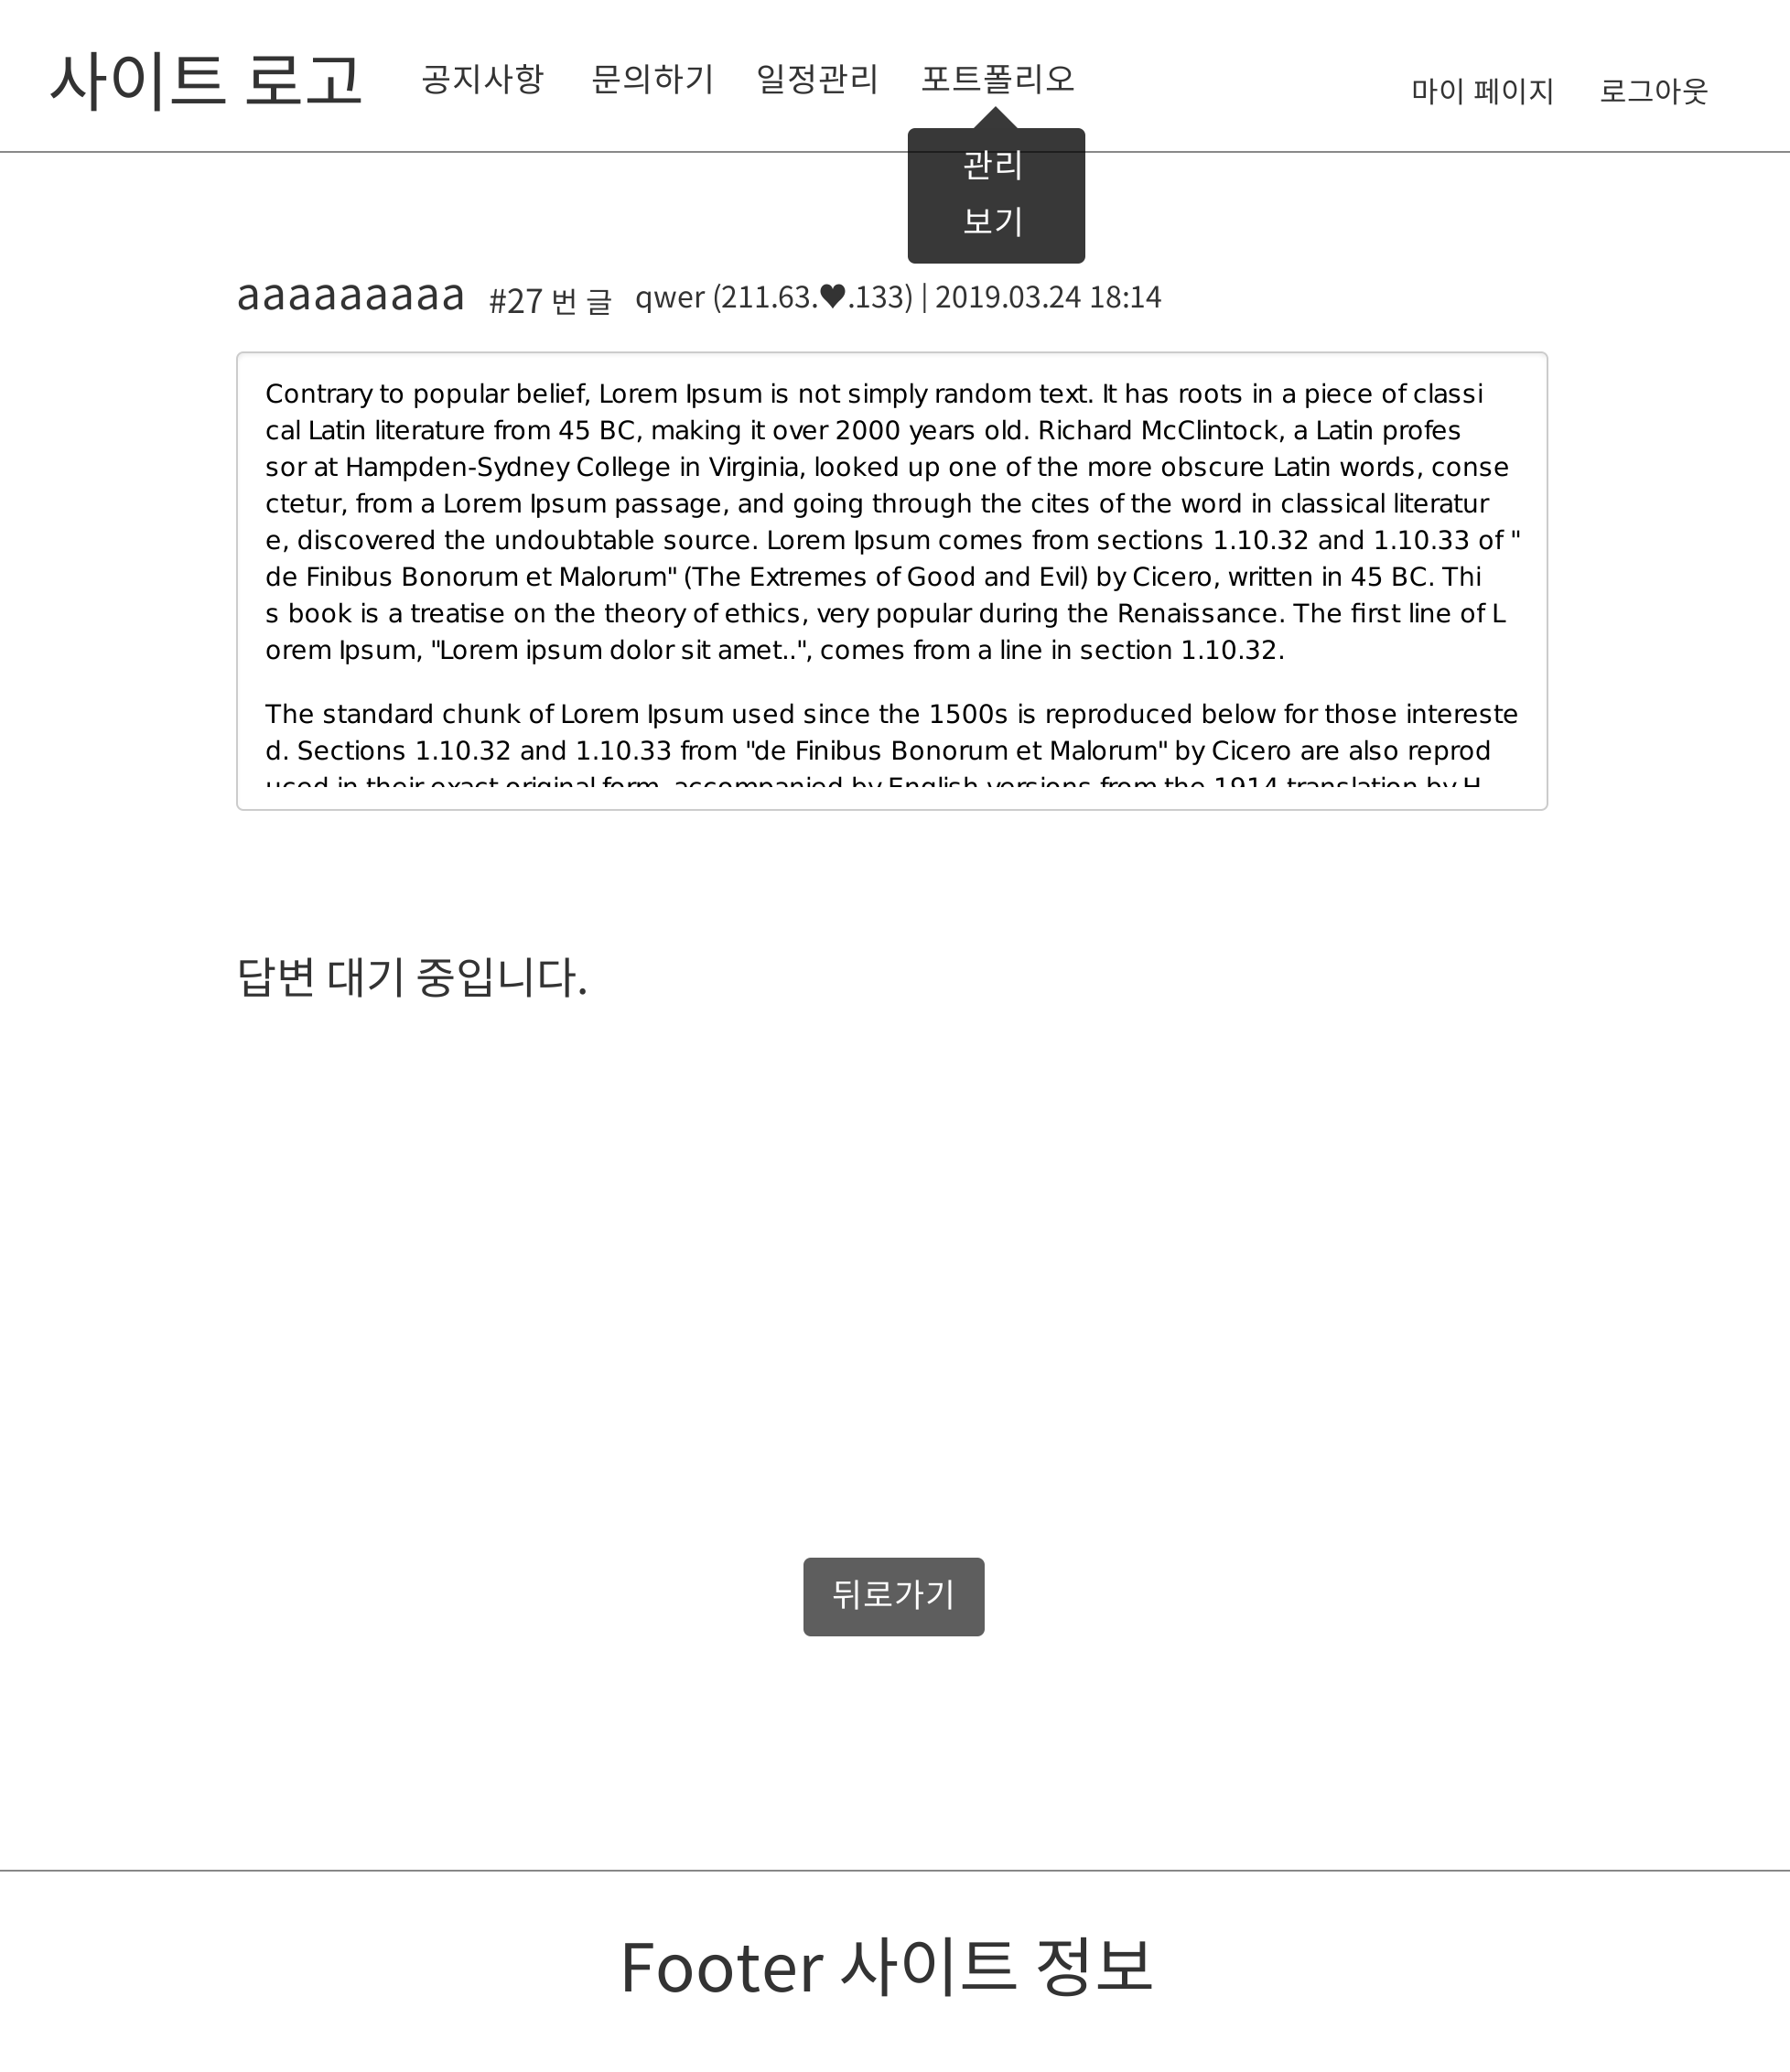 사이트 로고 공지사항 문의하기 일정관리 포트폴리오 마이 페이지 로그아웃
관리
보기
aaaaaaaaa #27 번 글 qwer (211.63.♥.133) | 2019.03.24 18:14
Contrary to popular belief, Lorem Ipsum is not simply random text. It has roots in a piece of classi
cal Latin literature from 45 BC, making it over 2000 years old. Richard McClintock, a Latin profes
sor at Hampden-Sydney College in Virginia, looked up one of the more obscure Latin words, conse
ctetur, from a Lorem Ipsum passage, and going through the cites of the word in classical literatur
e, discovered the undoubtable source. Lorem Ipsum comes from sections 1.10.32 and 1.10.33 of "
de Finibus Bonorum et Malorum" (The Extremes of Good and Evil) by Cicero, written in 45 BC. Thi
s book is a treatise on the theory of ethics, very popular during the Renaissance. The first line of L
orem Ipsum, "Lorem ipsum dolor sit amet..", comes from a line in section 1.10.32.
The standard chunk of Lorem Ipsum used since the 1500s is reproduced below for those intereste
d. Sections 1.10.32 and 1.10.33 from "de Finibus Bonorum et Malorum" by Cicero are also reprod
uced in their exact original form, accompanied by English versions from the 1914 translation by H
답변 대기 중입니다.
뒤로가기
Footer 사이트 정보